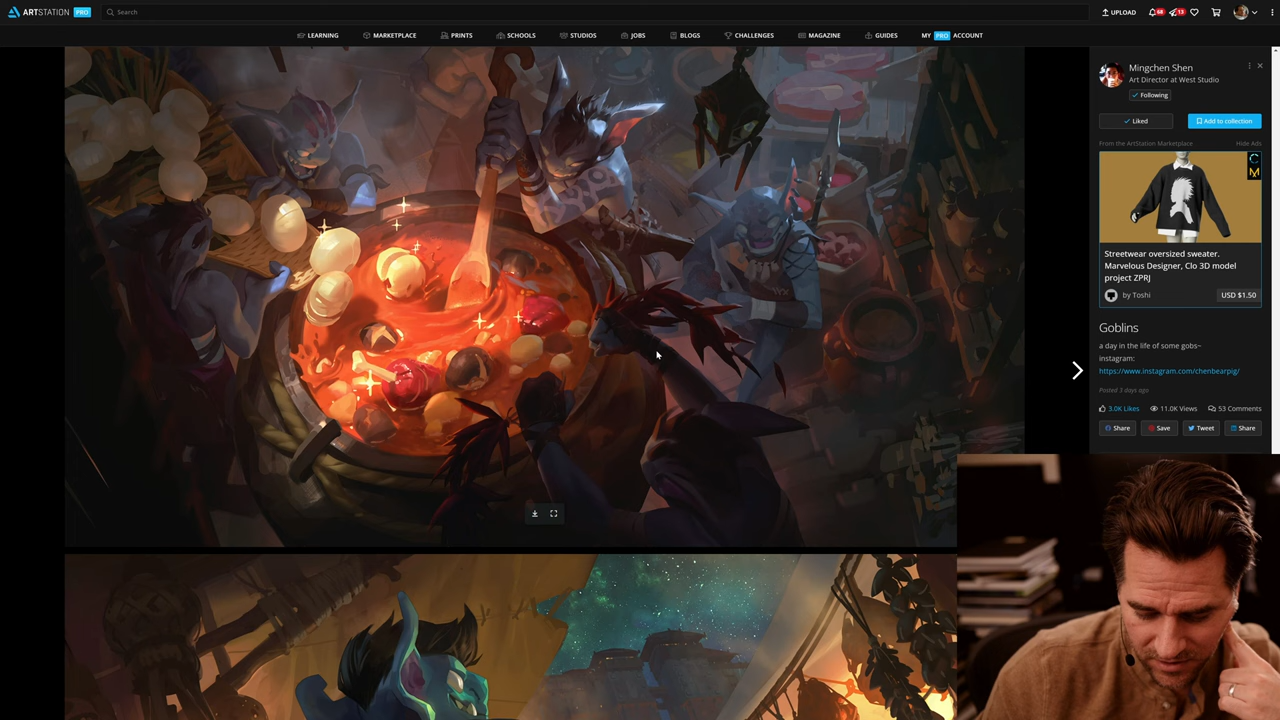 ARTSTATION PRO
Search
UPLOAD
68
13
LEARNING
MARKETPLACE
PRINTS
SCHOOLS
STUDIOS
JOBS
BLOGS
CHALLENGES
MAGAZINE
GUIDES
MY PRO ACCOUNT
Mingchen Shen
Art Director at West Studio
Following
Liked
Add to collection
From the ArtStation Marketplace
Hide Ads
M
Streetwear oversized sweater.
Marvelous Designer, Clo 3D model
project ZPRJ
by Toshi
USD $1.50
Goblins
a day in the life of some gobs~
instagram:
https://www.instagram.com/chenbearpig/
Posted 3 days ago
3.0K Likes
11.0K Views
53 Comments
Share
Save
Tweet
Share